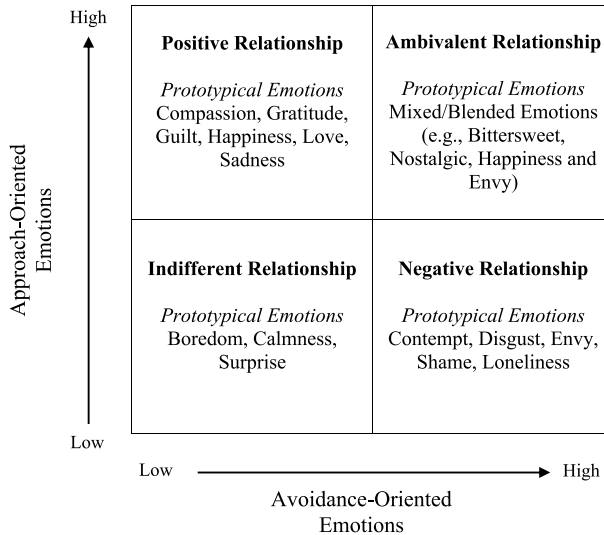 High
Approach-Oriented
Emotions
Low
Positive Relationship
Prototypical Emotions
Compassion, Gratitude,
Guilt, Happiness, Love,
Sadness
Ambivalent Relationship
Prototypical Emotions
Mixed/Blended Emotions
(e.g., Bittersweet,
Nostalgic, Happiness and
Envy)
Indifferent Relationship
Prototypical Emotions
Boredom, Calmness,
Surprise
Negative Relationship
Prototypical Emotions
Contempt, Disgust, Envy,
Shame, Loneliness
Low
High
Avoidance-Oriented
Emotions